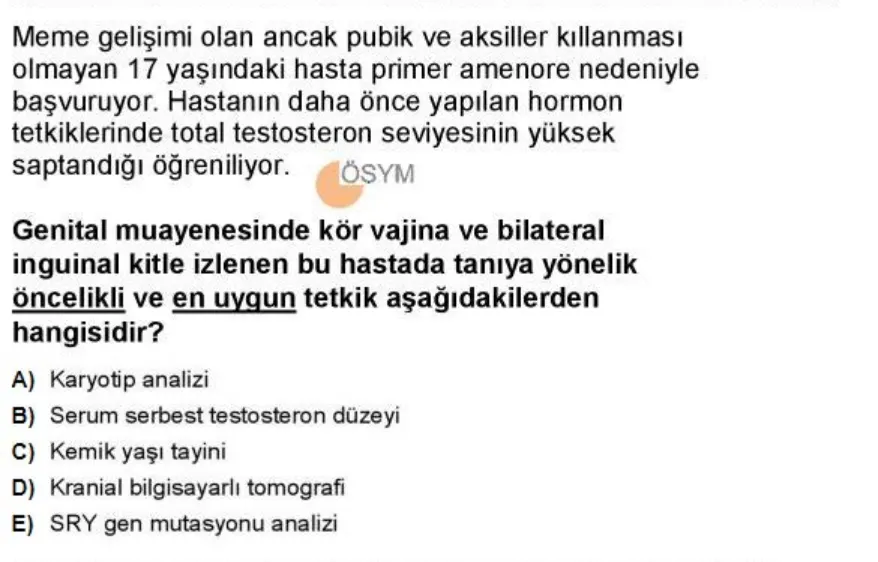 Meme gelişimi olan ancak pubik ve aksiller kıllanması
olmayan 17 yaşındaki hasta primer amenore nedeniyle
başvuruyor. Hastanın daha önce yapılan hormon
tetkiklerinde total testosteron seviyesinin yüksek
saptandığı öğreniliyor.
ÖSYM
Genital muayenesinde kör vajina ve bilateral
inguinal kitle izlenen bu hastada tanıya yönelik
öncelikli ve en uygun tetkik aşağıdakilerden
hangisidir?
A) Karyotip analizi
B) Serum serbest testosteron düzeyi
C) Kemik yaşı tayini
D) Kranial bilgisayarlı tomografi
E) SRY gen mutasyonu analizi